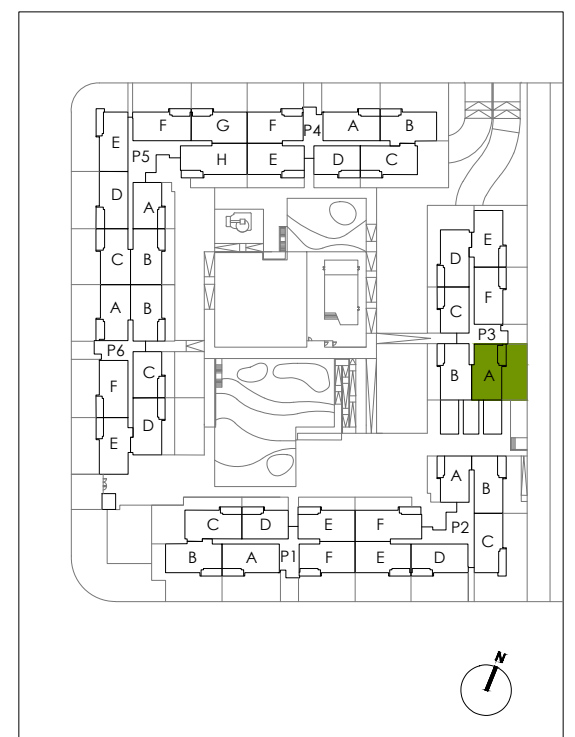 F G F P4 A B
E P5 H E D C
D A
C B
A B
P6
F C
E D
E
D
F
C
P3
B A
A B
P2
C
C D E F
B A P1 F E D
N